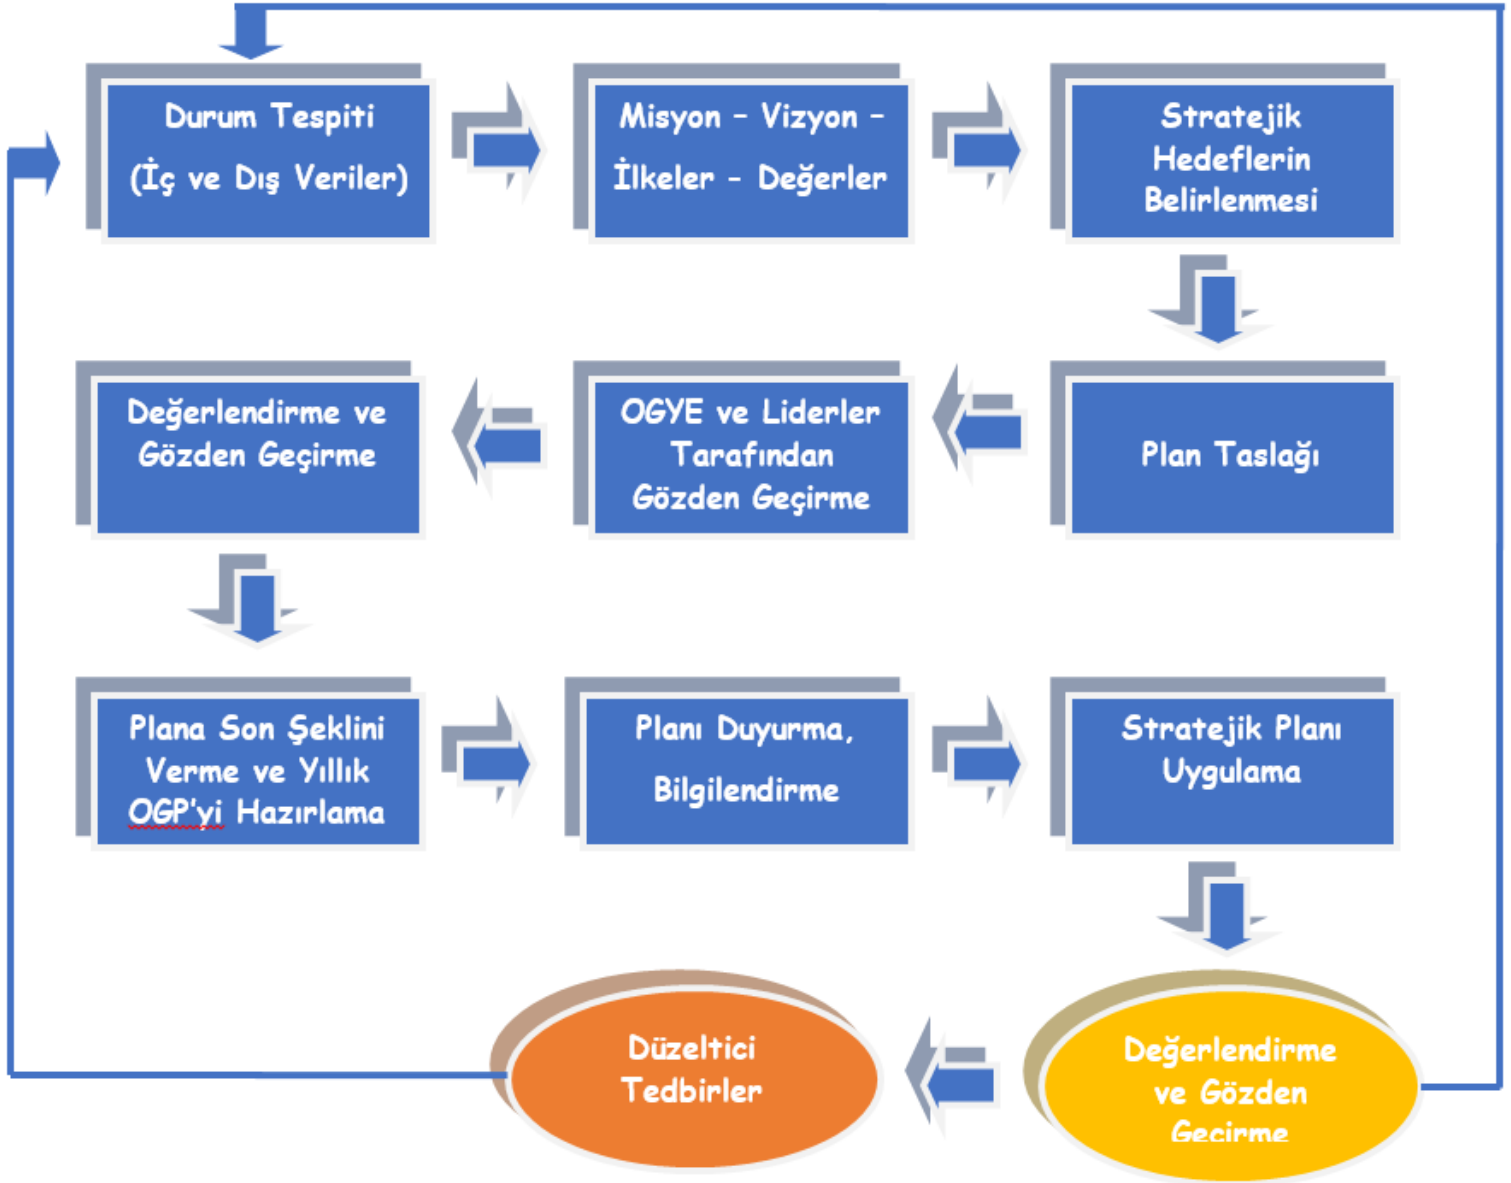 Durum Tespiti
(İç ve Dış Veriler)
Misyon – Vizyon –
İlkeler – Değerler
Stratejik
Hedeflerin
Belirlenmesi
Plan Taslağı
OGYE ve Liderler
Tarafından
Gözden Geçirme
Değerlendirme ve
Gözden Geçirme
Plana Son Şeklini
Verme ve Yıllık
OGP'yi Hazırlama
Planı Duyurma,
Bilgilendirme
Stratejik Planı
Uygulama
Değerlendirme
ve Gözden
Geçirme
Düzeltici
Tedbirler